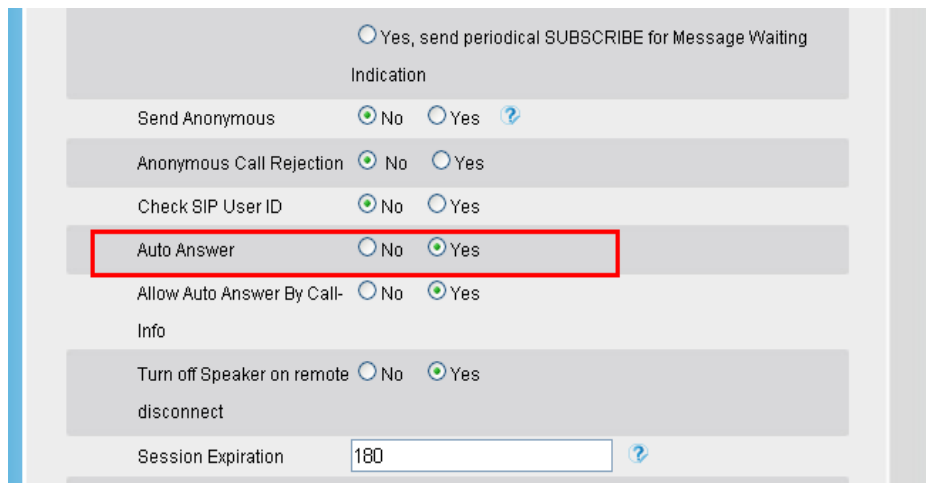 Yes, send periodical SUBSCRIBE for Message Waiting
Indication
Send Anonymous No Yes
Anonymous Call Rejection No Yes
Check SIP User ID No Yes
Auto Answer No Yes
Allow Auto Answer By Call- No Yes
Info
Turn off Speaker on remote No Yes
disconnect
Session Expiration 180